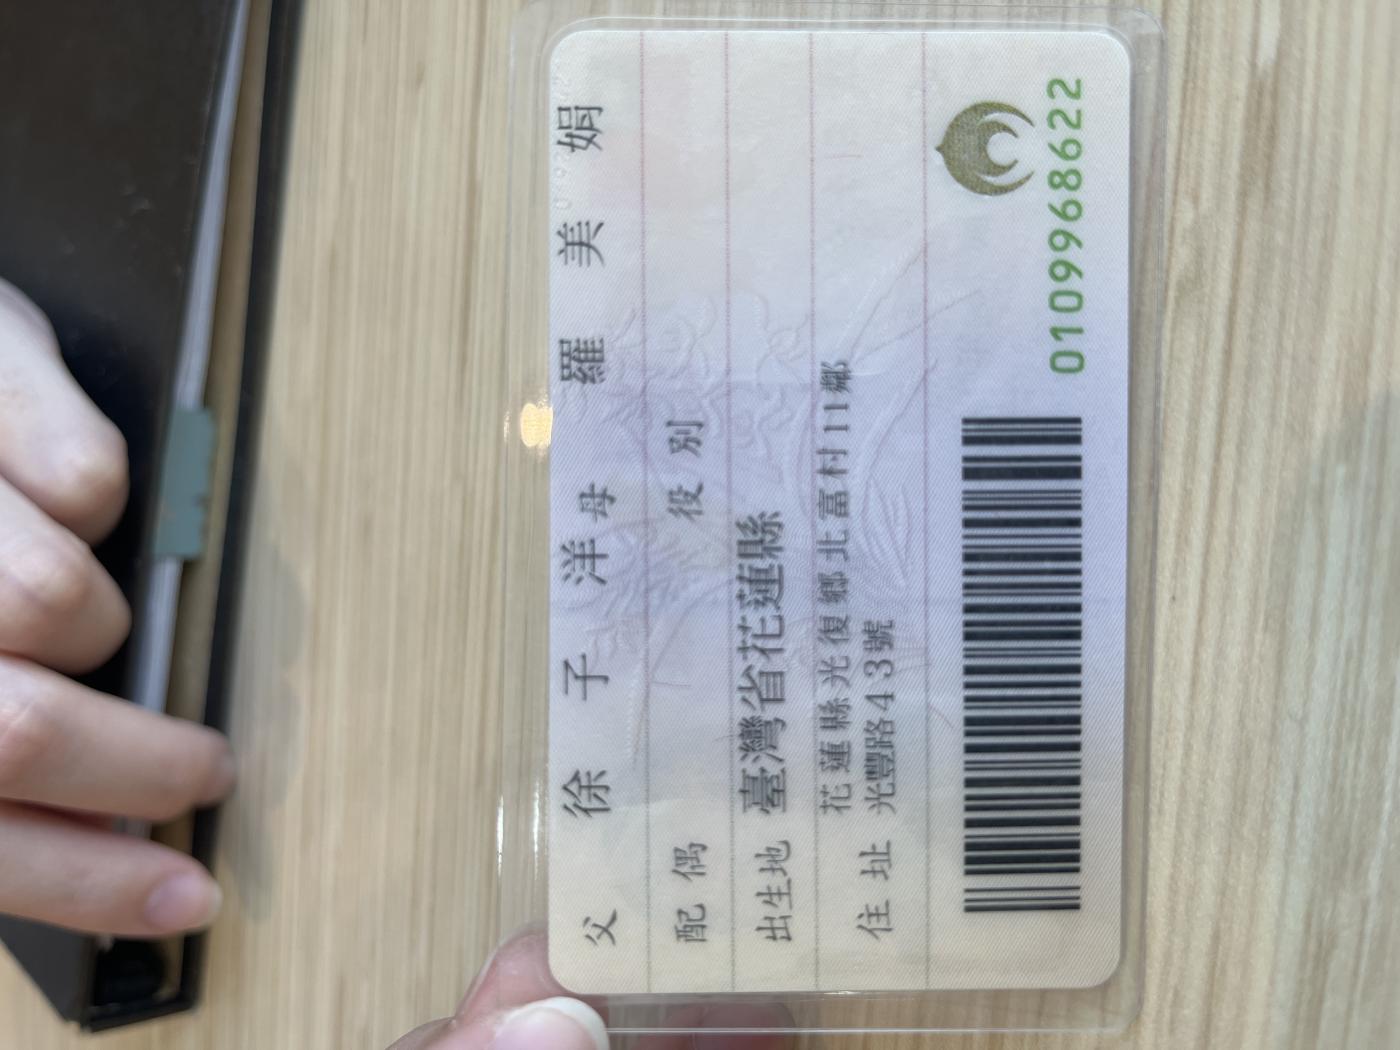 父 徐子洋 母 羅美娟
配偶 役別
出生地 臺灣省花蓮縣
住址 花蓮縣光復鄉北富村11鄰
光豐路43號
0109968622